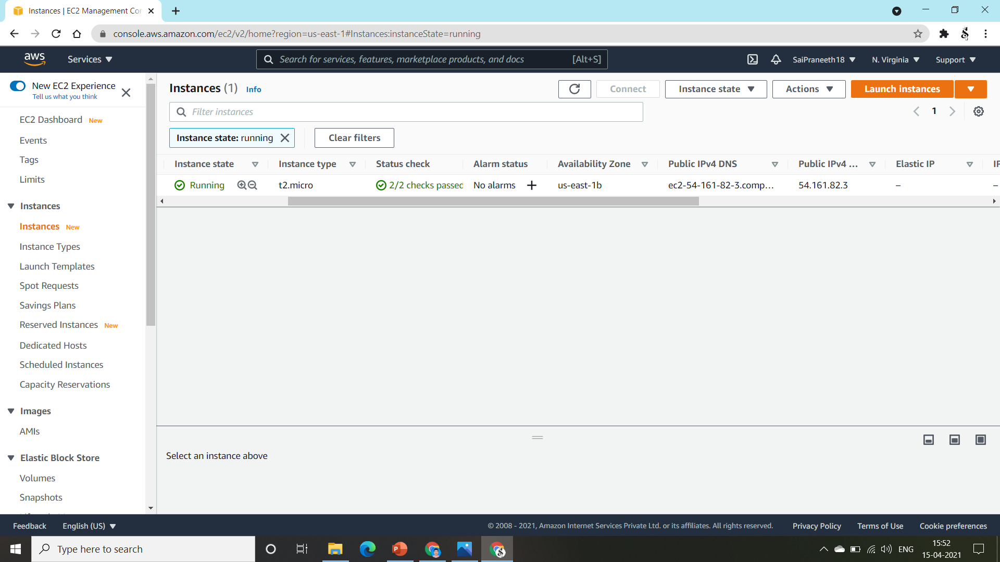 Instances | EC2 Management Cor
console.aws.amazon.com/ec2/v2/home?region=us-east-1#Instances:instanceState=running
aws
Services
Search for services, features, marketplace products, and docs [Alt+S]
SaiPraneeth18
N. Virginia
Support
New EC2 Experience
Tell us what you think
EC2 Dashboard New
Events
Tags
Limits
Instances
Instances New
Instance Types
Launch Templates
Spot Requests
Savings Plans
Reserved Instances New
Dedicated Hosts
Scheduled Instances
Capacity Reservations
Images
AMIs
Elastic Block Store
Volumes
Snapshots
Instances (1) Info
Connect
Instance state
Actions
Launch instances
Filter instances
1
Instance state: running
Clear filters
Instance state Instance type Status check Alarm status Availability Zone Public IPv4 DNS Public IPv4 ... Elastic IP IP
Running t2.micro 2/2 checks passed No alarms + us-east-1b ec2-54-161-82-3.comp... 54.161.82.3 – –
Select an instance above
Feedback English (US) © 2008 - 2021, Amazon Internet Services Private Ltd. or its affiliates. All rights reserved. Privacy Policy Terms of Use Cookie preferences
Type here to search
ENG
15:52
15-04-2021